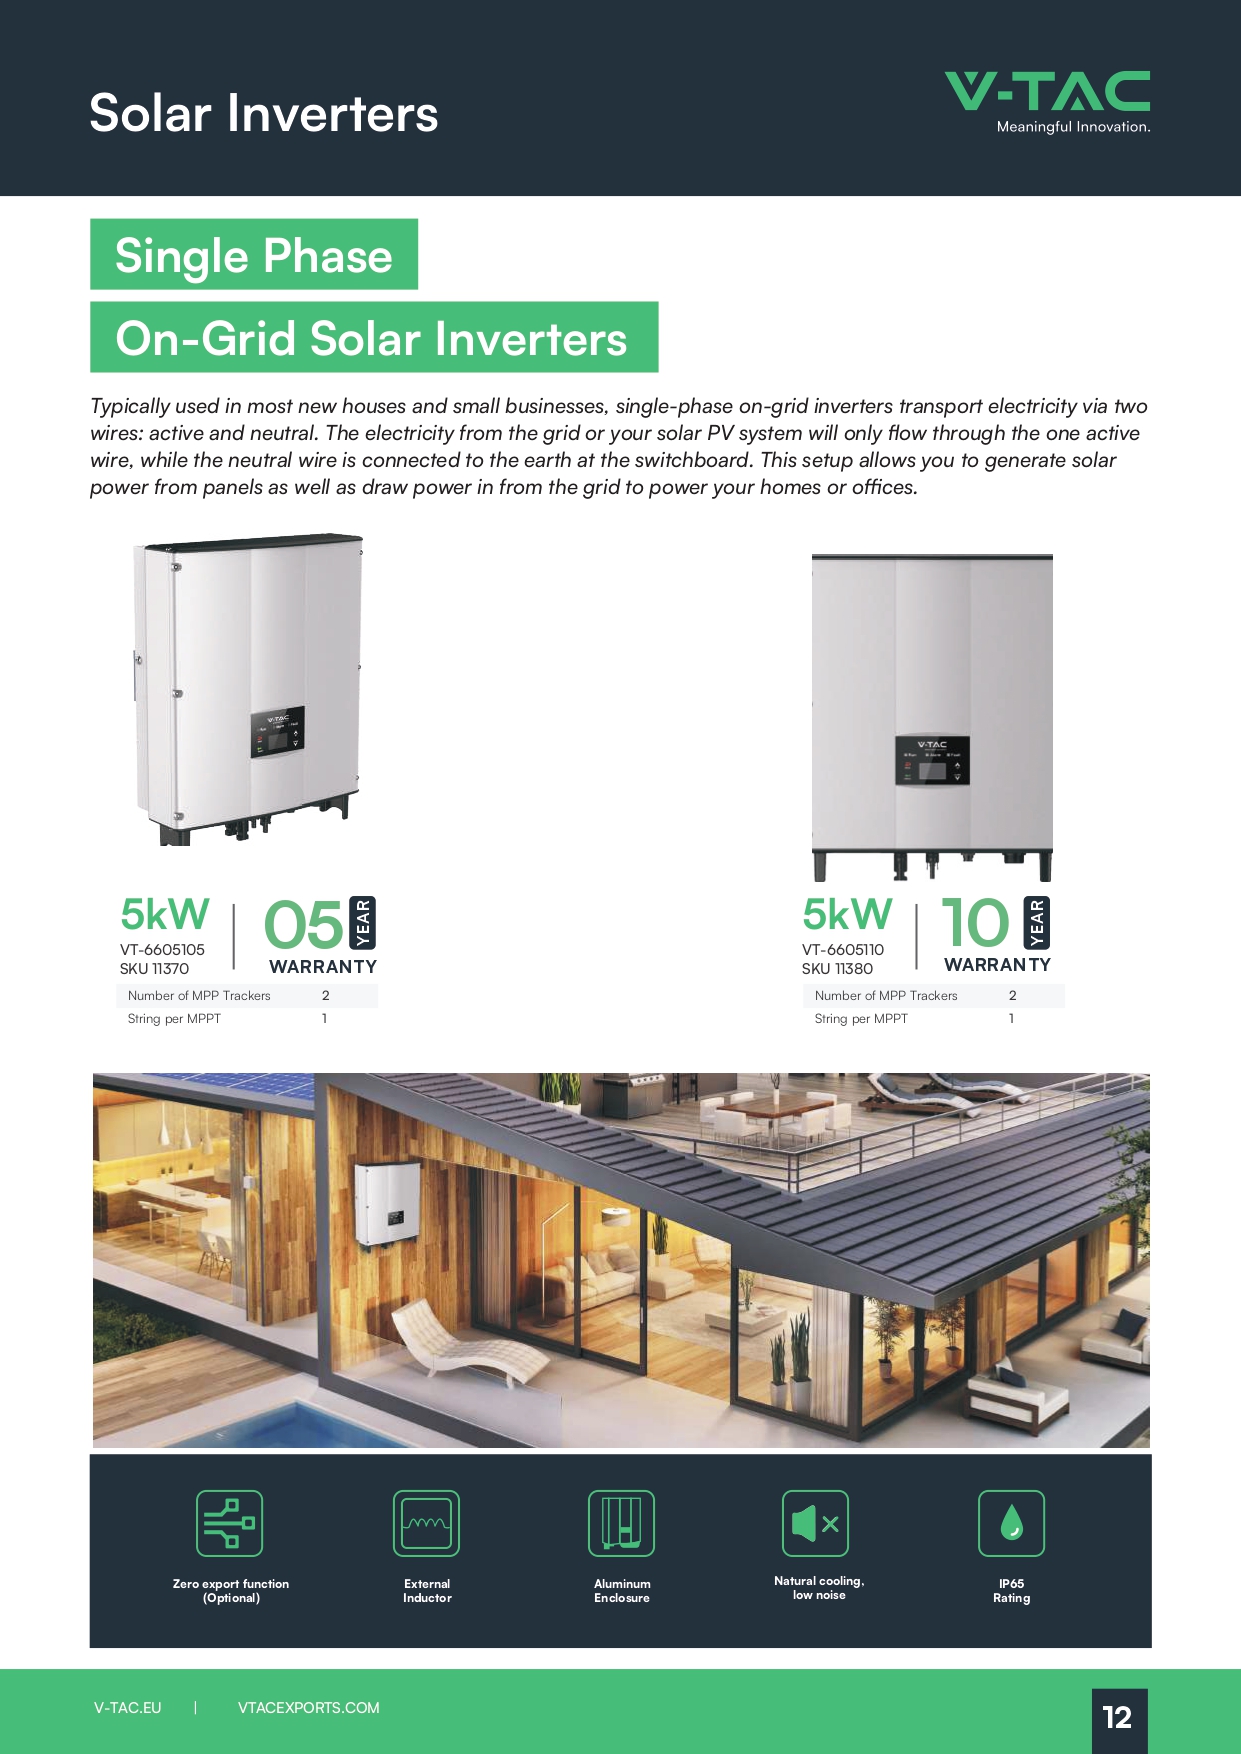 Solar Inverters
V-TAC
Meaningful Innovation.
Single Phase
On-Grid Solar Inverters
Typically used in most new houses and small businesses, single-phase on-grid inverters transport electricity via two
wires: active and neutral. The electricity from the grid or your solar PV system will only flow through the one active
wire, while the neutral wire is connected to the earth at the switchboard. This setup allows you to generate solar
power from panels as well as draw power in from the grid to power your homes or offices.
V-TAC
V-TAC
5kW
VT-6605105
SKU 11370
05 YEAR
WARRANTY
Number of MPP Trackers 2
String per MPPT 1
5kW
VT-6605110
SKU 11380
10 YEAR
WARRANTY
Number of MPP Trackers 2
String per MPPT 1
Zero export function
(Optional)
External
Inductor
Aluminum
Enclosure
Natural cooling,
low noise
IP65
Rating
V-TAC.EU | VTACEXPORTS.COM
12